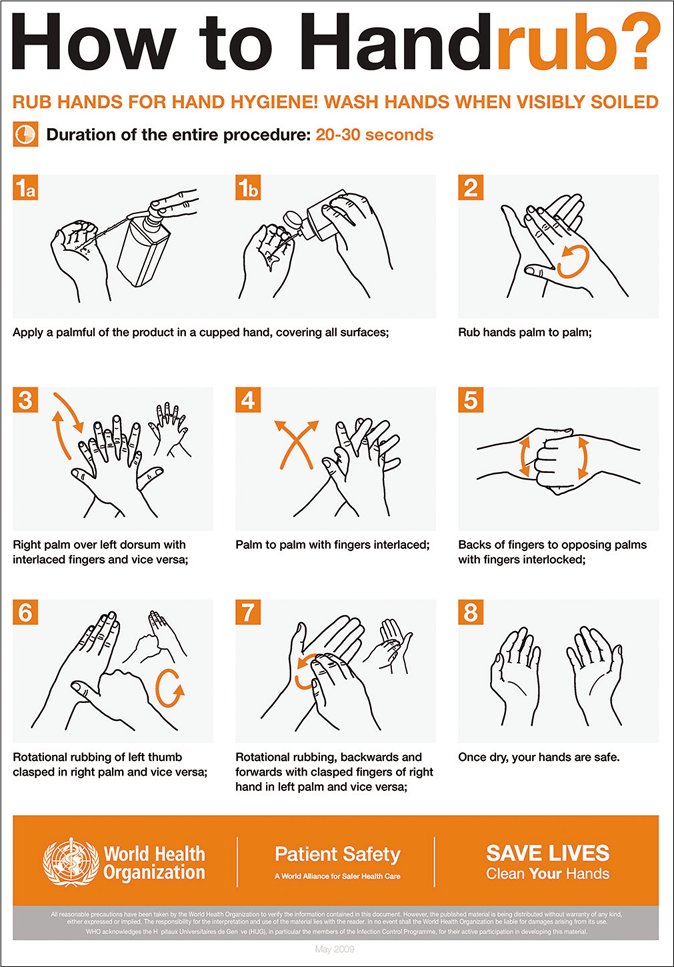 How to Handrub?
RUB HANDS FOR HAND HYGIENE! WASH HANDS WHEN VISIBLY SOILED
Duration of the entire procedure: 20-30 seconds
1a
1b
2
Apply a palmful of the product in a cupped hand, covering all surfaces;
Rub hands palm to palm;
3
4
5
Right palm over left dorsum with
interlaced fingers and vice versa;
Palm to palm with fingers interlaced;
Backs of fingers to opposing palms
with fingers interlocked;
6
7
8
Rotational rubbing of left thumb
clasped in right palm and vice versa;
Rotational rubbing, backwards and
forwards with clasped fingers of right
hand in left palm and vice versa;
Once dry, your hands are safe.
World Health
Organization
Patient Safety
A World Alliance for Safer Health Care
SAVE LIVES
Clean Your Hands
All reasonable precautions have been taken by the World Health Organization to verify the information contained in this document. However, the published material is being distributed without warranty of any kind,
either expressed or implied. The responsibility for the interpretation and use of the material lies with the reader. In no event shall the World Health Organization be liable for damages arising from its use.
WHO acknowledges the H pitaux Universitaires de Gen ve (HUG), in particular the members of the Infection Control Programme, for their active participation in developing this material.
May 2009